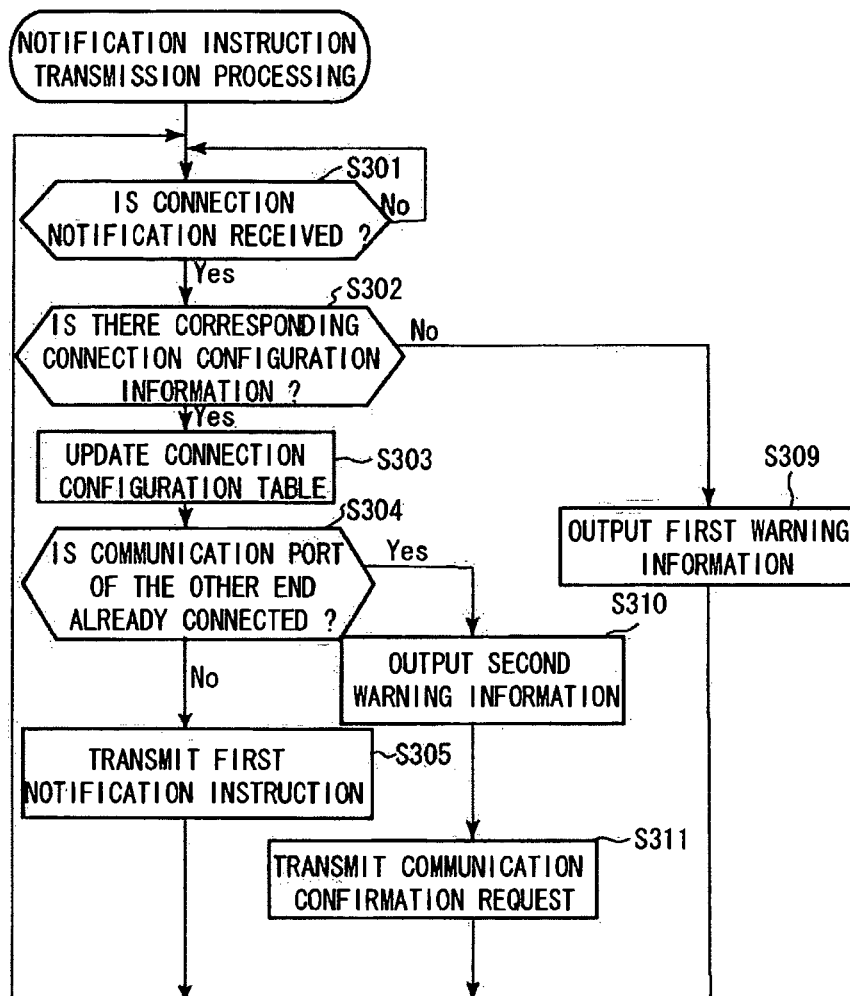 NOTIFICATION INSTRUCTION
TRANSMISSION PROCESSING
S301
IS CONNECTION
NOTIFICATION RECEIVED ?
No
Yes
S302
IS THERE CORRESPONDING
CONNECTION CONFIGURATION
INFORMATION ?
No
Yes
UPDATE CONNECTION
CONFIGURATION TABLE
S303
S304
IS COMMUNICATION PORT
OF THE OTHER END
ALREADY CONNECTED ?
Yes
No
S309
OUTPUT FIRST WARNING
INFORMATION
S310
OUTPUT SECOND
WARNING INFORMATION
TRANSMIT FIRST
NOTIFICATION INSTRUCTION
S305
S311
TRANSMIT COMMUNICATION
CONFIRMATION REQUEST